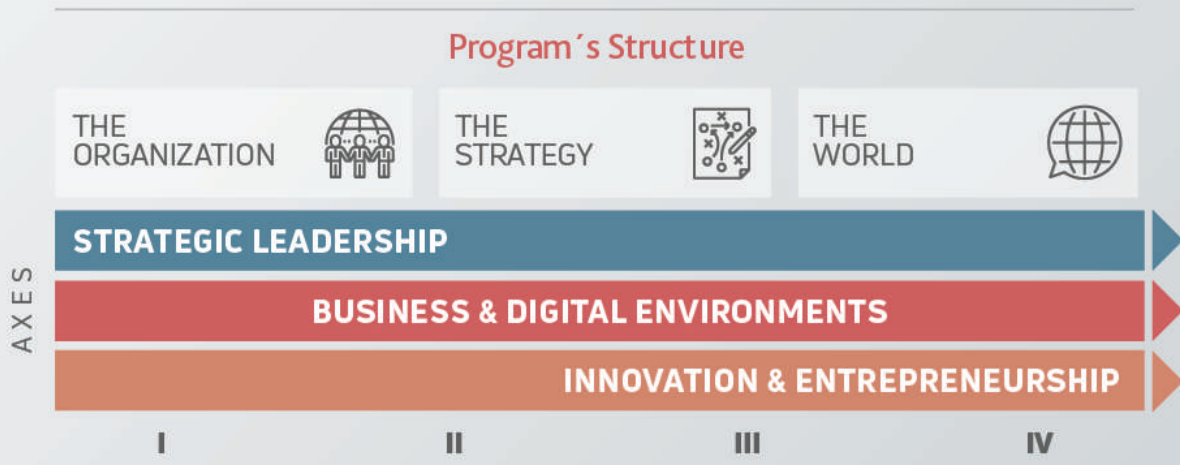 Program´s Structure
THE
ORGANIZATION
THE
STRATEGY
THE
WORLD
AXES
STRATEGIC LEADERSHIP
BUSINESS & DIGITAL ENVIRONMENTS
INNOVATION & ENTREPRENEURSHIP
I II III IV